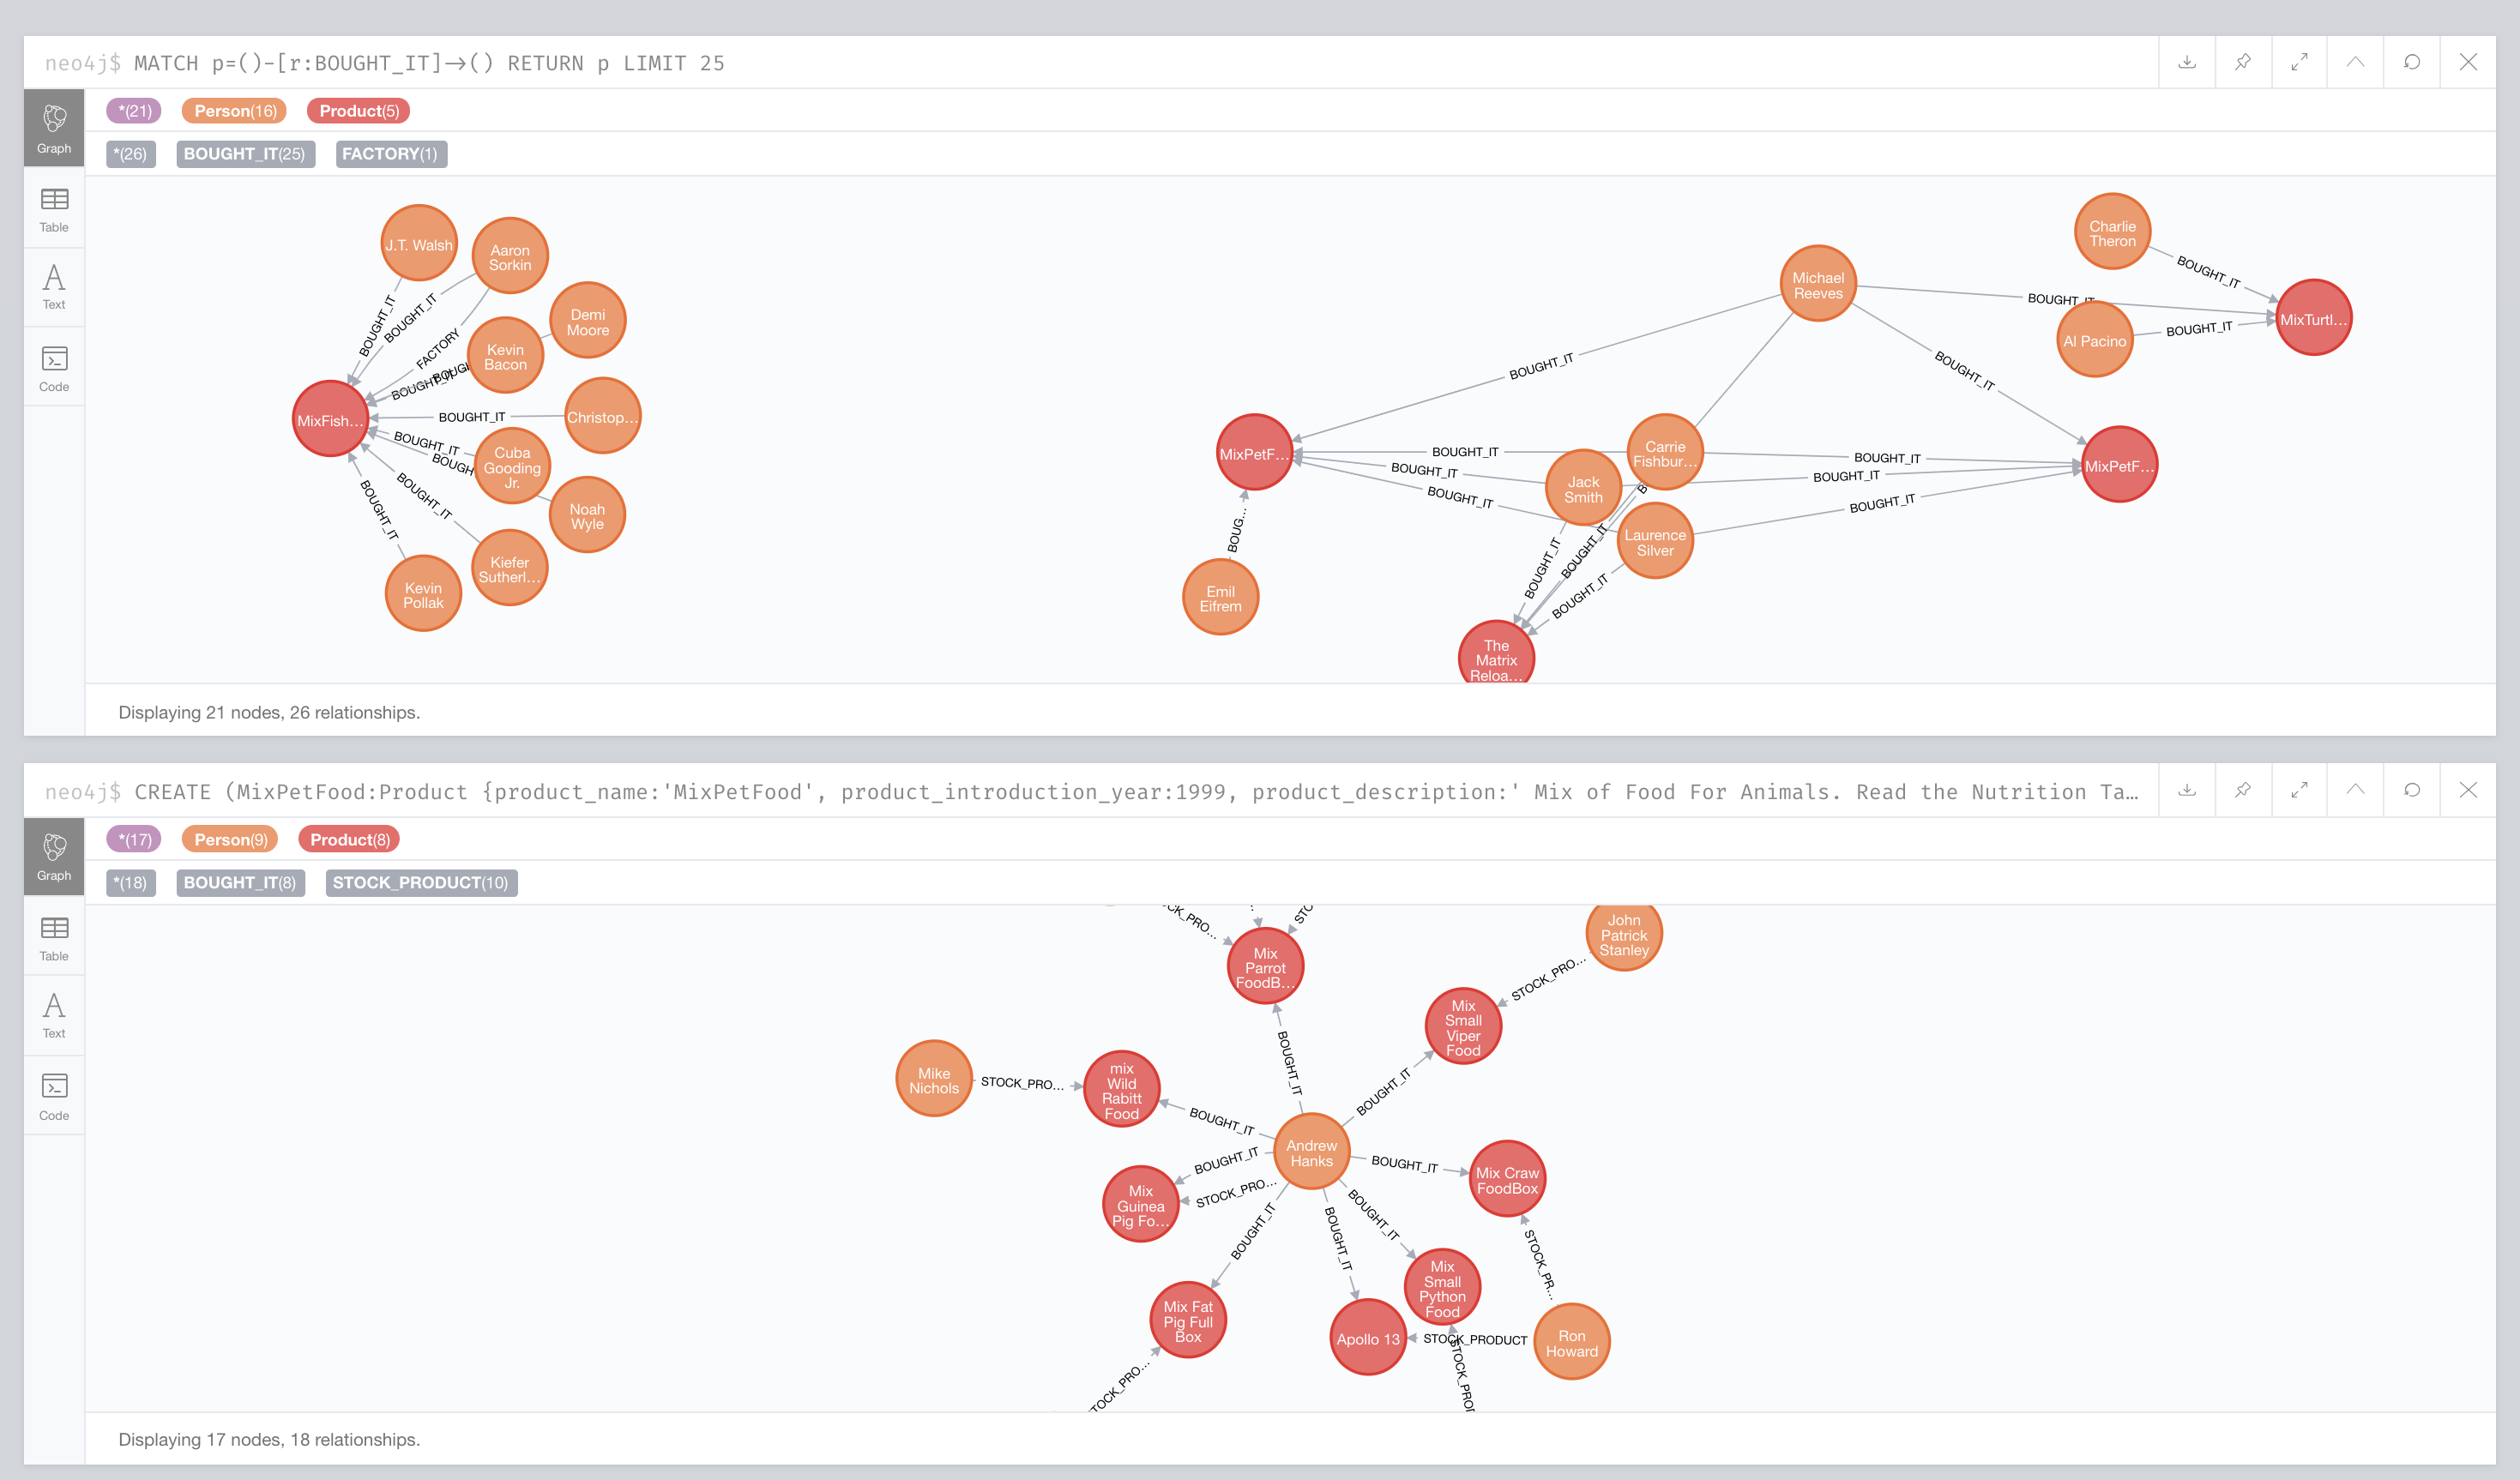 neo4j$ MATCH p=()-[r:BOUGHT_IT]→() RETURN p LIMIT 25
*(21) Person(16) Product(5)
*(26) BOUGHT_IT(25) FACTORY(1)
Graph
Table
Text
Code
J.T. Walsh
Aaron
Sorkin
Demi
Moore
Kevin
Bacon
Christop...
Cuba
Gooding
Jr.
Noah
Wyle
Kiefer
Sutherl...
Kevin
Pollak
MixFish...
BOUGHT_IT
BOUGHT_IT
FACTORY
BOUGHT_IT
BOUGHT_IT
BOUGHT_IT
BOUGH
BOUGHT_IT
BOUGHT_IT
Michael
Reeves
Charlie
Theron
Al Pacino
MixTurtl...
BOUGHT_IT
BOUGHT_IT
BOUGHT_IT
BOUGHT_IT
BOUGHT_IT
MixPetF...
Carrie
Fishbur...
Jack
Smith
Laurence
Silver
MixPetF...
BOUGHT_IT
BOUGHT_IT
BOUGHT_IT
BOUGHT_IT
BOUGHT_IT
BOUGHT_IT
BOUG...
Emil
Eifrem
B
BOUGHT_IT
BOUGHT_IT
BOUGHT_IT
The
Matrix
Reloa...
Displaying 21 nodes, 26 relationships.
neo4j$ CREATE (MixPetFood:Product {product_name:'MixPetFood', product_introduction_year:1999, product_description:' Mix of Food For Animals. Read the Nutrition Ta...
*(17) Person(9) Product(8)
*(18) BOUGHT_IT(8) STOCK_PRODUCT(10)
Graph
Table
Text
Code
CK_PRO...
STO
Mix
Parrot
FoodB...
John
Patrick
Stanley
STOCK_PRO...
Mix
Small
Viper
Food
BOUGHT_IT
BOUGHT_IT
Mike
Nichols
STOCK_PRO...
mix
Wild
Rabitt
Food
BOUGHT_IT
Andrew
Hanks
BOUGHT_IT
STOCK_PRO...
Mix
Guinea
Pig Fo...
BOUGHT_IT
Mix Craw
FoodBox
BOUGHT_IT
BOUGHT_IT
BOUGHT_IT
STOCK_PR...
Mix Fat
Pig Full
Box
Apollo 13
Mix
Small
Python
Food
STOCK_PRODUCT
Ron
Howard
STOCK_PRO...
STOCK_PROD
Displaying 17 nodes, 18 relationships.